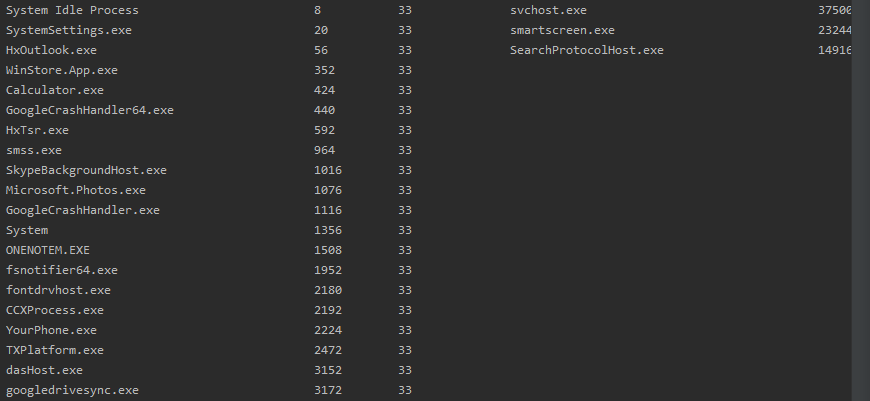 System Idle Process 8 33 svchost.exe 37500
SystemSettings.exe 20 33 smartscreen.exe 23244
HxOutlook.exe 56 33 SearchProtocolHost.exe 14916
WinStore.App.exe 352 33
Calculator.exe 424 33
GoogleCrashHandler64.exe 440 33
HxTsr.exe 592 33
smss.exe 964 33
SkypeBackgroundHost.exe 1016 33
Microsoft.Photos.exe 1076 33
GoogleCrashHandler.exe 1116 33
System 1356 33
ONENOTEM.EXE 1508 33
fsnotifier64.exe 1952 33
fontdrvhost.exe 2180 33
CCXProcess.exe 2192 33
YourPhone.exe 2224 33
TXPlatform.exe 2472 33
dasHost.exe 3152 33
googledrivesync.exe 3172 33